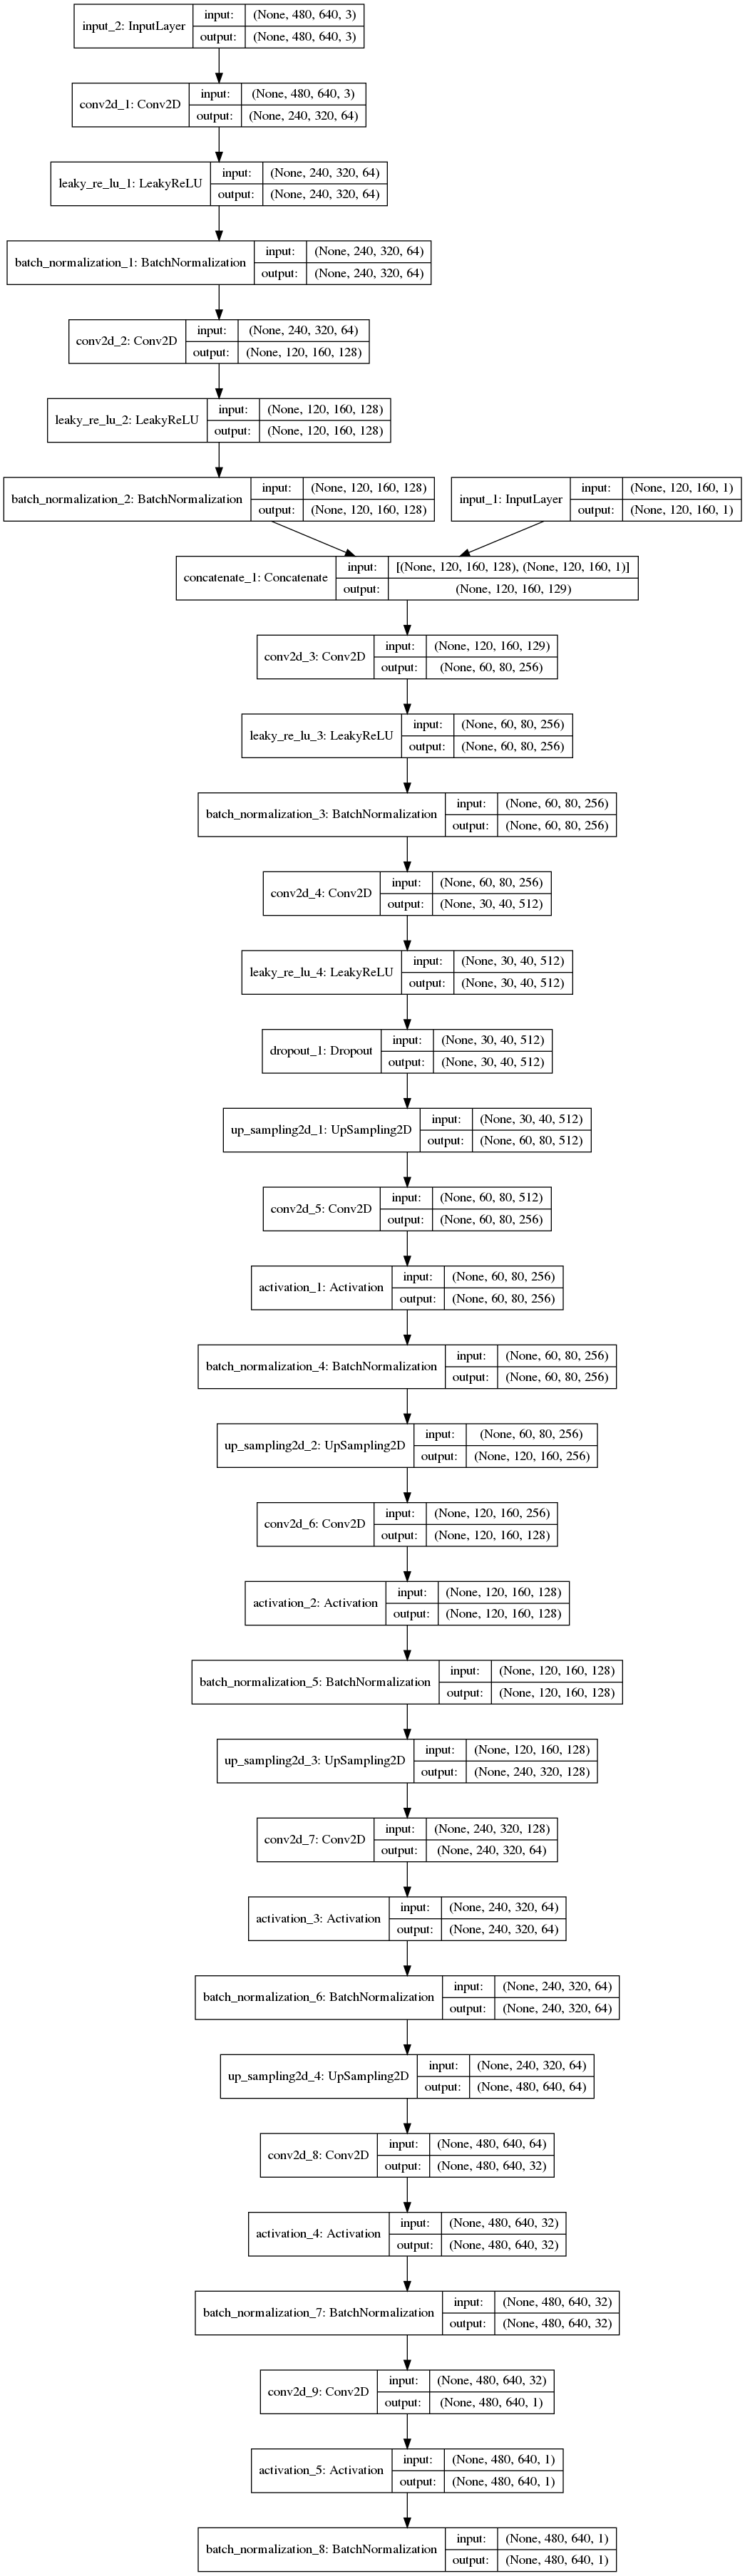 input_2: InputLayer
input: (None, 480, 640, 3)
output: (None, 480, 640, 3)
conv2d_1: Conv2D
input: (None, 480, 640, 3)
output: (None, 240, 320, 64)
leaky_re_lu_1: LeakyReLU
input: (None, 240, 320, 64)
output: (None, 240, 320, 64)
batch_normalization_1: BatchNormalization
input: (None, 240, 320, 64)
output: (None, 240, 320, 64)
conv2d_2: Conv2D
input: (None, 240, 320, 64)
output: (None, 120, 160, 128)
leaky_re_lu_2: LeakyReLU
input: (None, 120, 160, 128)
output: (None, 120, 160, 128)
batch_normalization_2: BatchNormalization
input: (None, 120, 160, 128)
output: (None, 120, 160, 128)
input_1: InputLayer
input: (None, 120, 160, 1)
output: (None, 120, 160, 1)
concatenate_1: Concatenate
input: [(None, 120, 160, 128), (None, 120, 160, 1)]
output: (None, 120, 160, 129)
conv2d_3: Conv2D
input: (None, 120, 160, 129)
output: (None, 60, 80, 256)
leaky_re_lu_3: LeakyReLU
input: (None, 60, 80, 256)
output: (None, 60, 80, 256)
batch_normalization_3: BatchNormalization
input: (None, 60, 80, 256)
output: (None, 60, 80, 256)
conv2d_4: Conv2D
input: (None, 60, 80, 256)
output: (None, 30, 40, 512)
leaky_re_lu_4: LeakyReLU
input: (None, 30, 40, 512)
output: (None, 30, 40, 512)
dropout_1: Dropout
input: (None, 30, 40, 512)
output: (None, 30, 40, 512)
up_sampling2d_1: UpSampling2D
input: (None, 30, 40, 512)
output: (None, 60, 80, 512)
conv2d_5: Conv2D
input: (None, 60, 80, 512)
output: (None, 60, 80, 256)
activation_1: Activation
input: (None, 60, 80, 256)
output: (None, 60, 80, 256)
batch_normalization_4: BatchNormalization
input: (None, 60, 80, 256)
output: (None, 60, 80, 256)
up_sampling2d_2: UpSampling2D
input: (None, 60, 80, 256)
output: (None, 120, 160, 256)
conv2d_6: Conv2D
input: (None, 120, 160, 256)
output: (None, 120, 160, 128)
activation_2: Activation
input: (None, 120, 160, 128)
output: (None, 120, 160, 128)
batch_normalization_5: BatchNormalization
input: (None, 120, 160, 128)
output: (None, 120, 160, 128)
up_sampling2d_3: UpSampling2D
input: (None, 120, 160, 128)
output: (None, 240, 320, 128)
conv2d_7: Conv2D
input: (None, 240, 320, 128)
output: (None, 240, 320, 64)
activation_3: Activation
input: (None, 240, 320, 64)
output: (None, 240, 320, 64)
batch_normalization_6: BatchNormalization
input: (None, 240, 320, 64)
output: (None, 240, 320, 64)
up_sampling2d_4: UpSampling2D
input: (None, 240, 320, 64)
output: (None, 480, 640, 64)
conv2d_8: Conv2D
input: (None, 480, 640, 64)
output: (None, 480, 640, 32)
activation_4: Activation
input: (None, 480, 640, 32)
output: (None, 480, 640, 32)
batch_normalization_7: BatchNormalization
input: (None, 480, 640, 32)
output: (None, 480, 640, 32)
conv2d_9: Conv2D
input: (None, 480, 640, 32)
output: (None, 480, 640, 1)
activation_5: Activation
input: (None, 480, 640, 1)
output: (None, 480, 640, 1)
batch_normalization_8: BatchNormalization
input: (None, 480, 640, 1)
output: (None, 480, 640, 1)